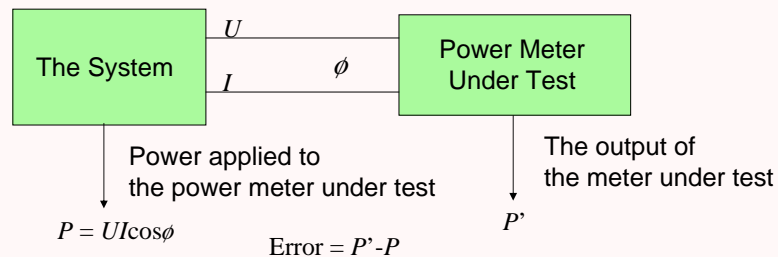 The System
U
I
ϕ
Power Meter
Under Test
Power applied to
the power meter under test
The output of
the meter under test
P = UIcosϕ
P’
Error = P’-P